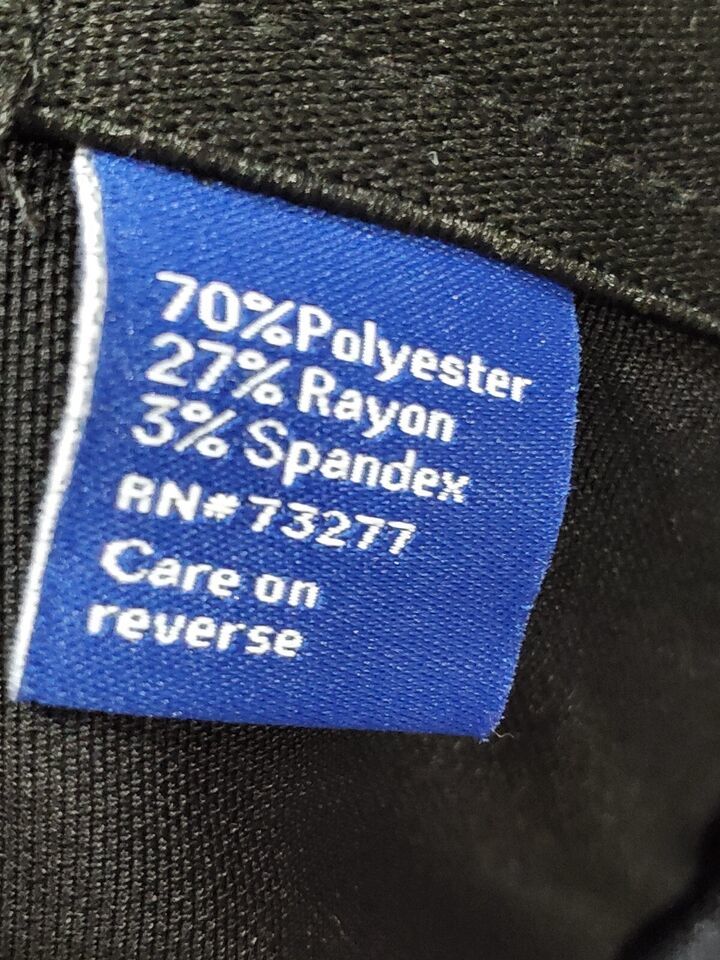 70%Polyester
27% Rayon
3% Spandex
RN#73277
Care on
reverse